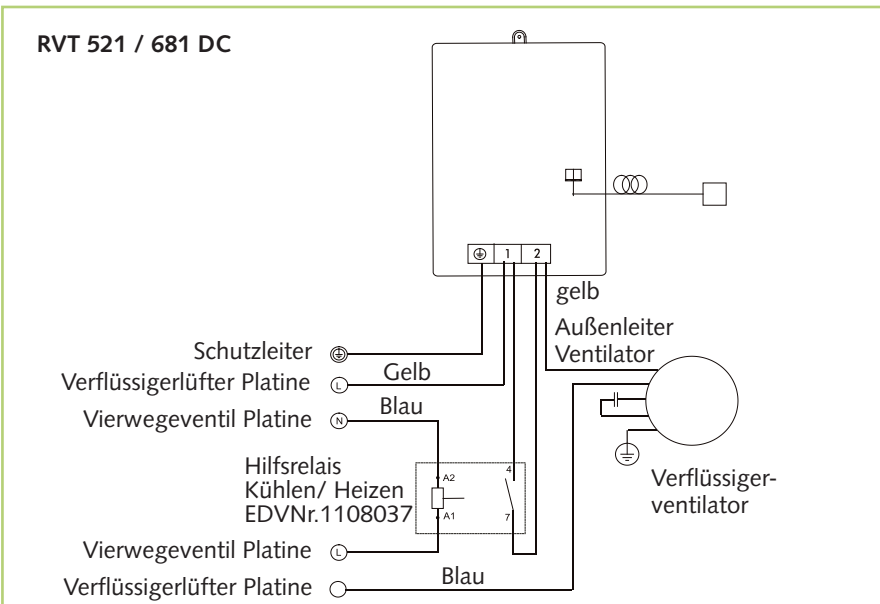 RVT 521 / 681 DC
1 2
gelb
Außenleiter
Ventilator
Schutzleiter
Verflüssigerlüfter Platine L Gelb
Vierwegeventil Platine N Blau
Hilfsrelais
Kühlen/ Heizen
EDVNr.1108037
A2
A1
4
7
Verflüssiger-
ventilator
Vierwegeventil Platine L
Verflüssigerlüfter Platine Blau